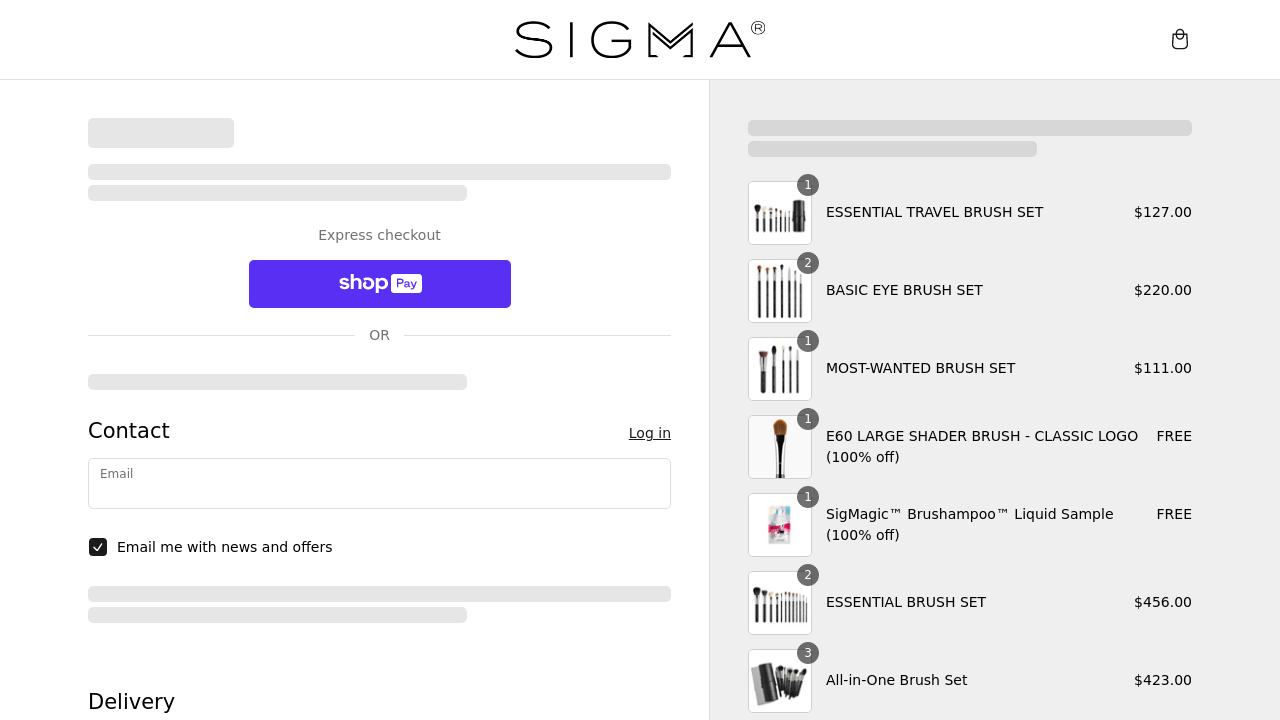 SIGMA®
Express checkout
shop Pay
OR
Contact
Log in
Email
Email me with news and offers
Delivery
1
ESSENTIAL TRAVEL BRUSH SET
$127.00
2
BASIC EYE BRUSH SET
$220.00
1
MOST-WANTED BRUSH SET
$111.00
1
E60 LARGE SHADER BRUSH - CLASSIC LOGO
(100% off)
FREE
1
SigMagic™ Brushampoo™ Liquid Sample
(100% off)
FREE
2
ESSENTIAL BRUSH SET
$456.00
3
All-in-One Brush Set
$423.00